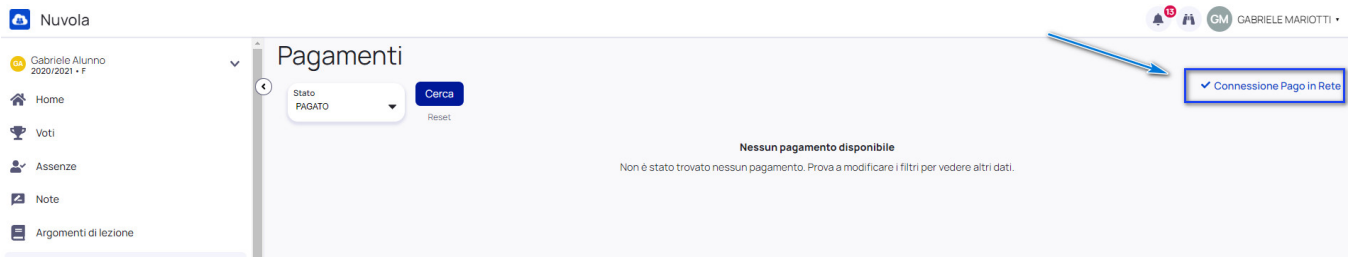 Nuvola
13
GM
GABRIELE MARIOTTI
GA
Gabriele Alunno
2020/2021 • F
Home
Voti
Assenze
Note
Argomenti di lezione
Pagamenti
Stato
PAGATO
Cerca
Reset
Connessione Pago in Rete
Nessun pagamento disponibile
Non è stato trovato nessun pagamento. Prova a modificare i filtri per vedere altri dati.